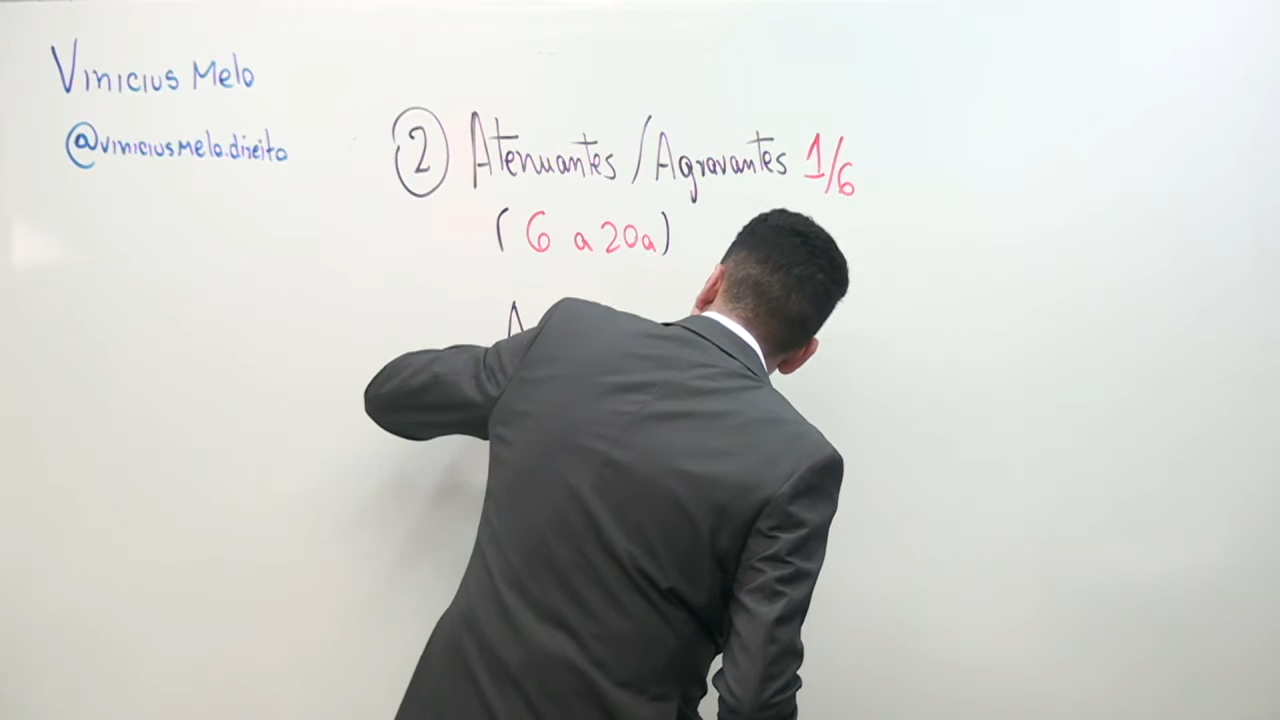 Vinicius Melo
@viniciusmelo.direito
2 Atenuantes / Agravantes 1/6
(6 a 20a)
A